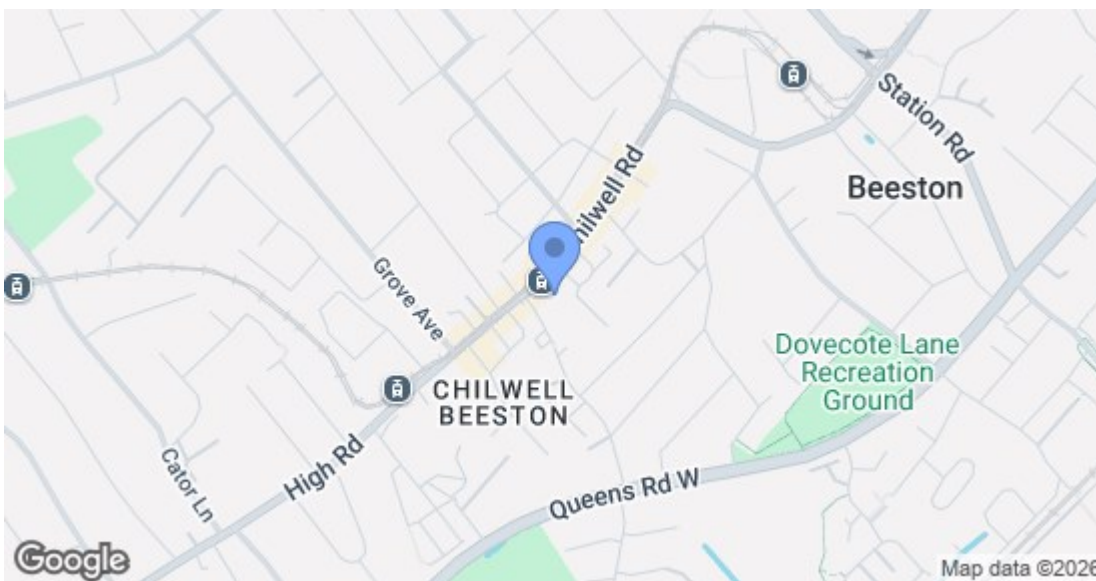 Station Rd
Chilwell Rd
Beeston
Grove Ave
Dovecote Lane
Recreation
Ground
CHILWELL
BEESTON
High Rd
Cator Ln
Queens Rd W
Google
Map data ©2026